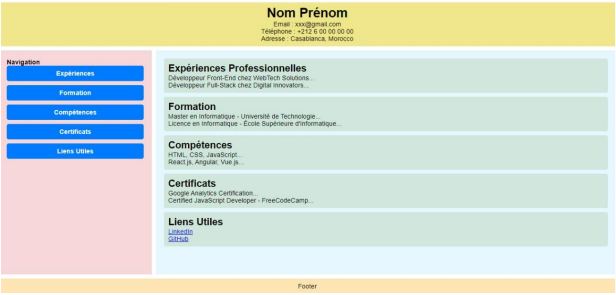 Nom Prénom
Email : xxx@gmail.com
Téléphone : +212 6 00 00 00 00
Adresse : Casablanca, Morocco
Navigation
Expériences
Formation
Compétences
Certificats
Liens Utiles
Expériences Professionnelles
Développeur Front-End chez WebTech Solutions...
Développeur Full-Stack chez Digital Innovators...
Formation
Master en Informatique - Université de Technologie...
Licence en Informatique - École Supérieure d'Informatique...
Compétences
HTML, CSS, JavaScript...
React.js, Angular, Vue.js...
Certificats
Google Analytics Certification...
Certified JavaScript Developer - FreeCodeCamp...
Liens Utiles
LinkedIn
GitHub
Footer